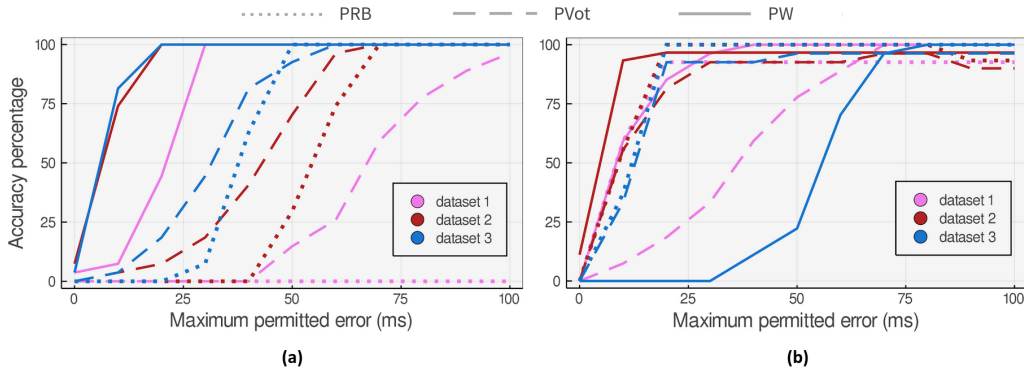 PRB PVot PW
Accuracy percentage
100
75
50
25
0
dataset 1
dataset 2
dataset 3
0 25 50 75 100
Maximum permitted error (ms)
(a)
100
75
50
25
0
dataset 1
dataset 2
dataset 3
0 25 50 75 100
Maximum permitted error (ms)
(b)